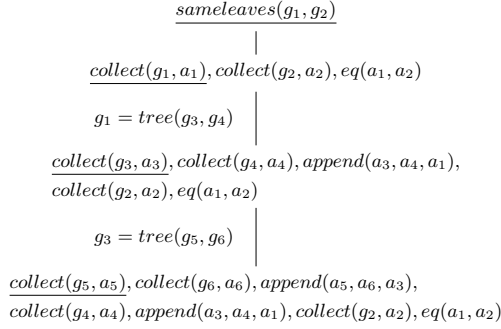 sameleaves(g₁, g₂)
collect(g₁, a₁), collect(g₂, a₂), eq(a₁, a₂)
g₁ = tree(g₃, g₄)
collect(g₃, a₃), collect(g₄, a₄), append(a₃, a₄, a₁),
collect(g₂, a₂), eq(a₁, a₂)
g₃ = tree(g₅, g₆)
collect(g₅, a₅), collect(g₆, a₆), append(a₅, a₆, a₃),
collect(g₄, a₄), append(a₃, a₄, a₁), collect(g₂, a₂), eq(a₁, a₂)